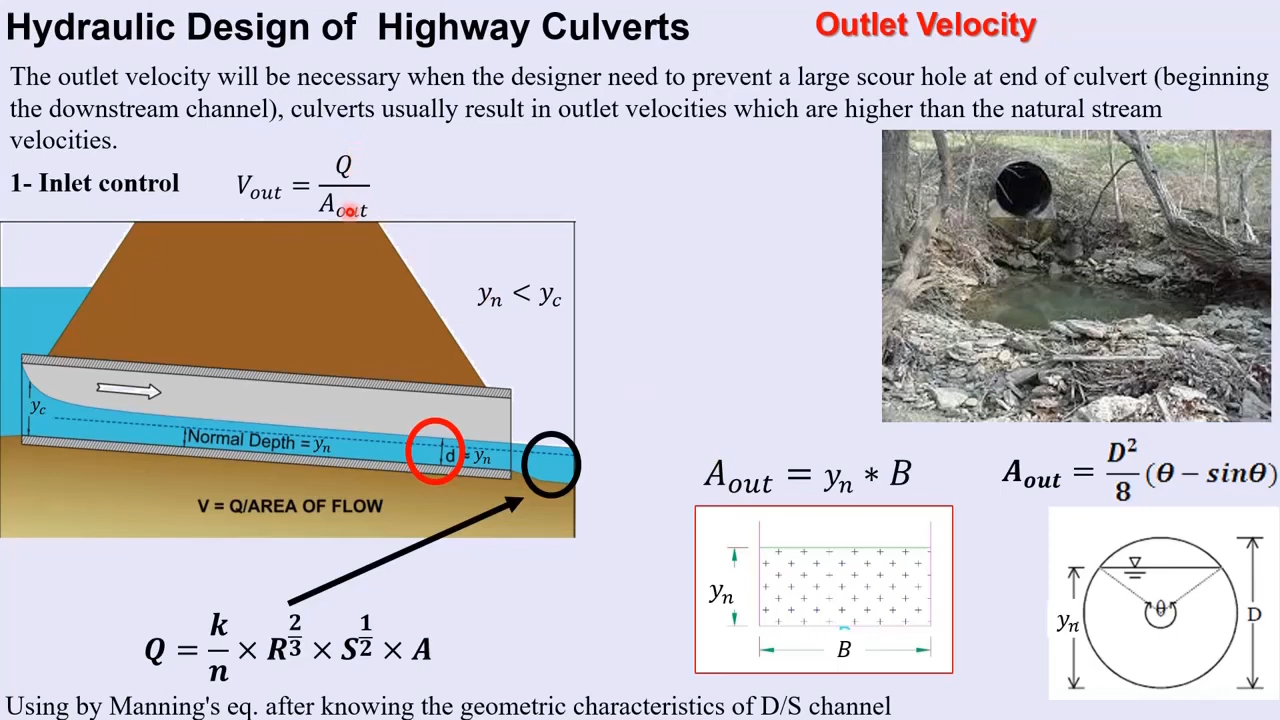 Hydraulic Design of Highway Culverts
Outlet Velocity
The outlet velocity will be necessary when the designer need to prevent a large scour hole at end of culvert (beginning
the downstream channel), culverts usually result in outlet velocities which are higher than the natural stream
velocities.
1- Inlet control
V_out = Q / A_out
y_n < y_c
y_c
Normal Depth = y_n
d = y_n
V = Q/AREA OF FLOW
A_out = y_n * B
A_out = D²/8 (θ − sinθ)
y_n
B
θ
D
y_n
Q = k/n × R^2/3 × S^1/2 × A
Using by Manning's eq. after knowing the geometric characteristics of D/S channel